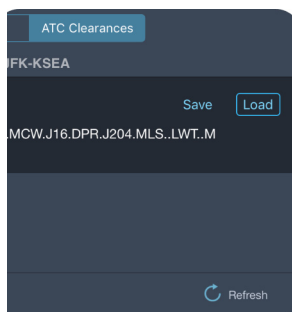 ATC Clearances
JFK-KSEA
Save Load
.MCW.J16.DPR.J204.MLS..LWT..M
Refresh